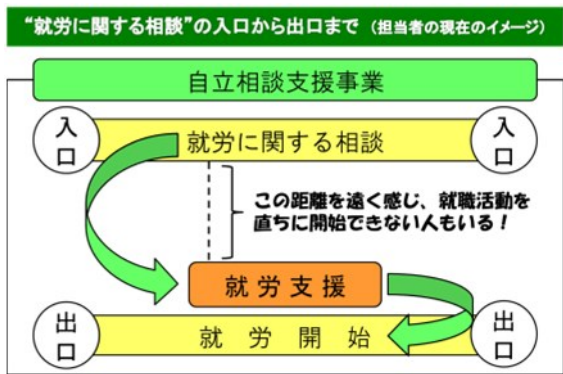 “就労に関する相談”の入口から出口まで（担当者の現在のイメージ）
自立相談支援事業
入口
就労に関する相談
入口
この距離を遠く感じ、就職活動を
直ちに開始できない人もいる！
就労支援
出口
就労開始
出口